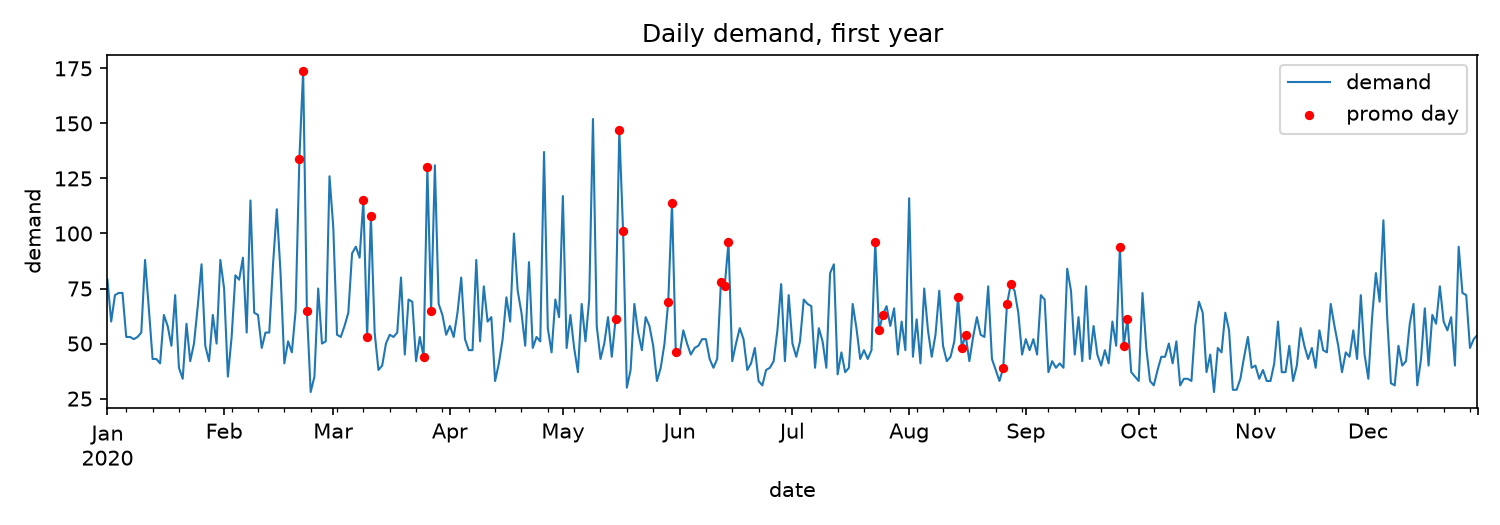 Daily demand, first year
175
150
125
100
75
50
25
demand
demand
promo day
Jan Feb Mar Apr May Jun Jul Aug Sep Oct Nov Dec
2020
date